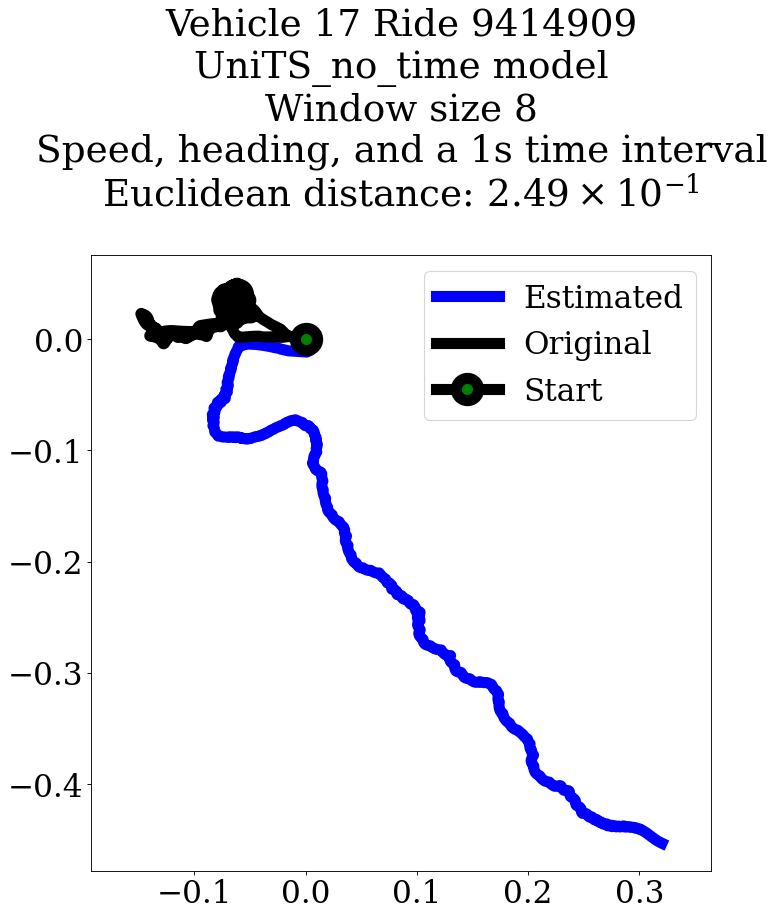 Vehicle 17 Ride 9414909
UniTS_no_time model
Window size 8
Speed, heading, and a 1s time interval
Euclidean distance: 2.49 × 10⁻¹
Estimated
Original
Start
0.0
−0.1
−0.2
−0.3
−0.4
−0.1
0.0
0.1
0.2
0.3